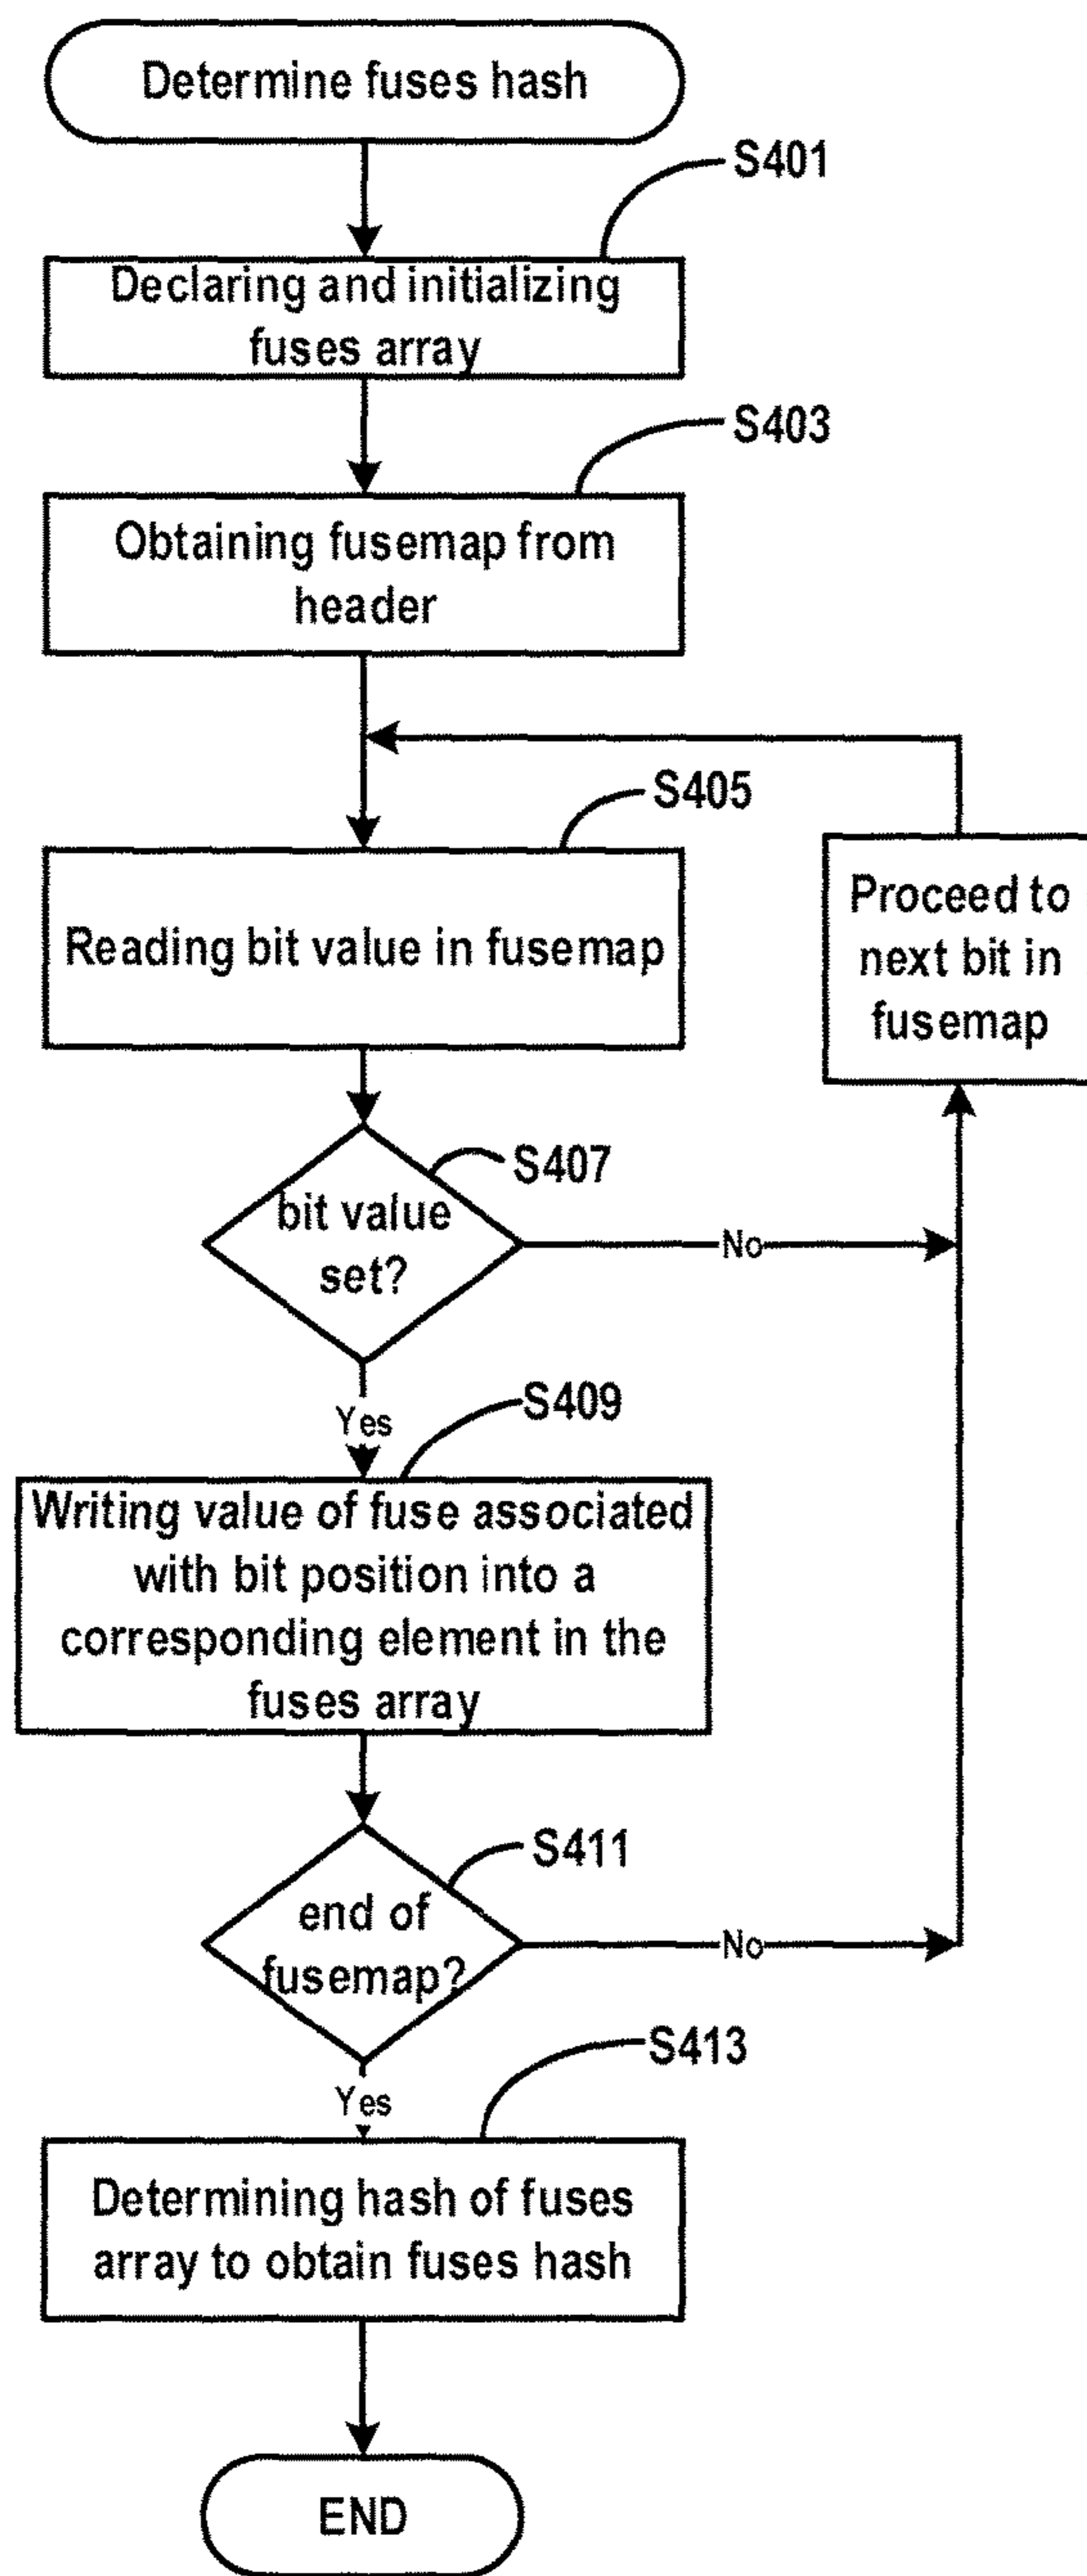 Determine fuses hash
S401
Declaring and initializing
fuses array
S403
Obtaining fusemap from
header
S405
Reading bit value in fusemap
Proceed to
next bit in
fusemap
S407
bit value
set?
No
Yes
S409
Writing value of fuse associated
with bit position into a
corresponding element in the
fuses array
S411
end of
fusemap?
No
Yes
S413
Determining hash of fuses
array to obtain fuses hash
END